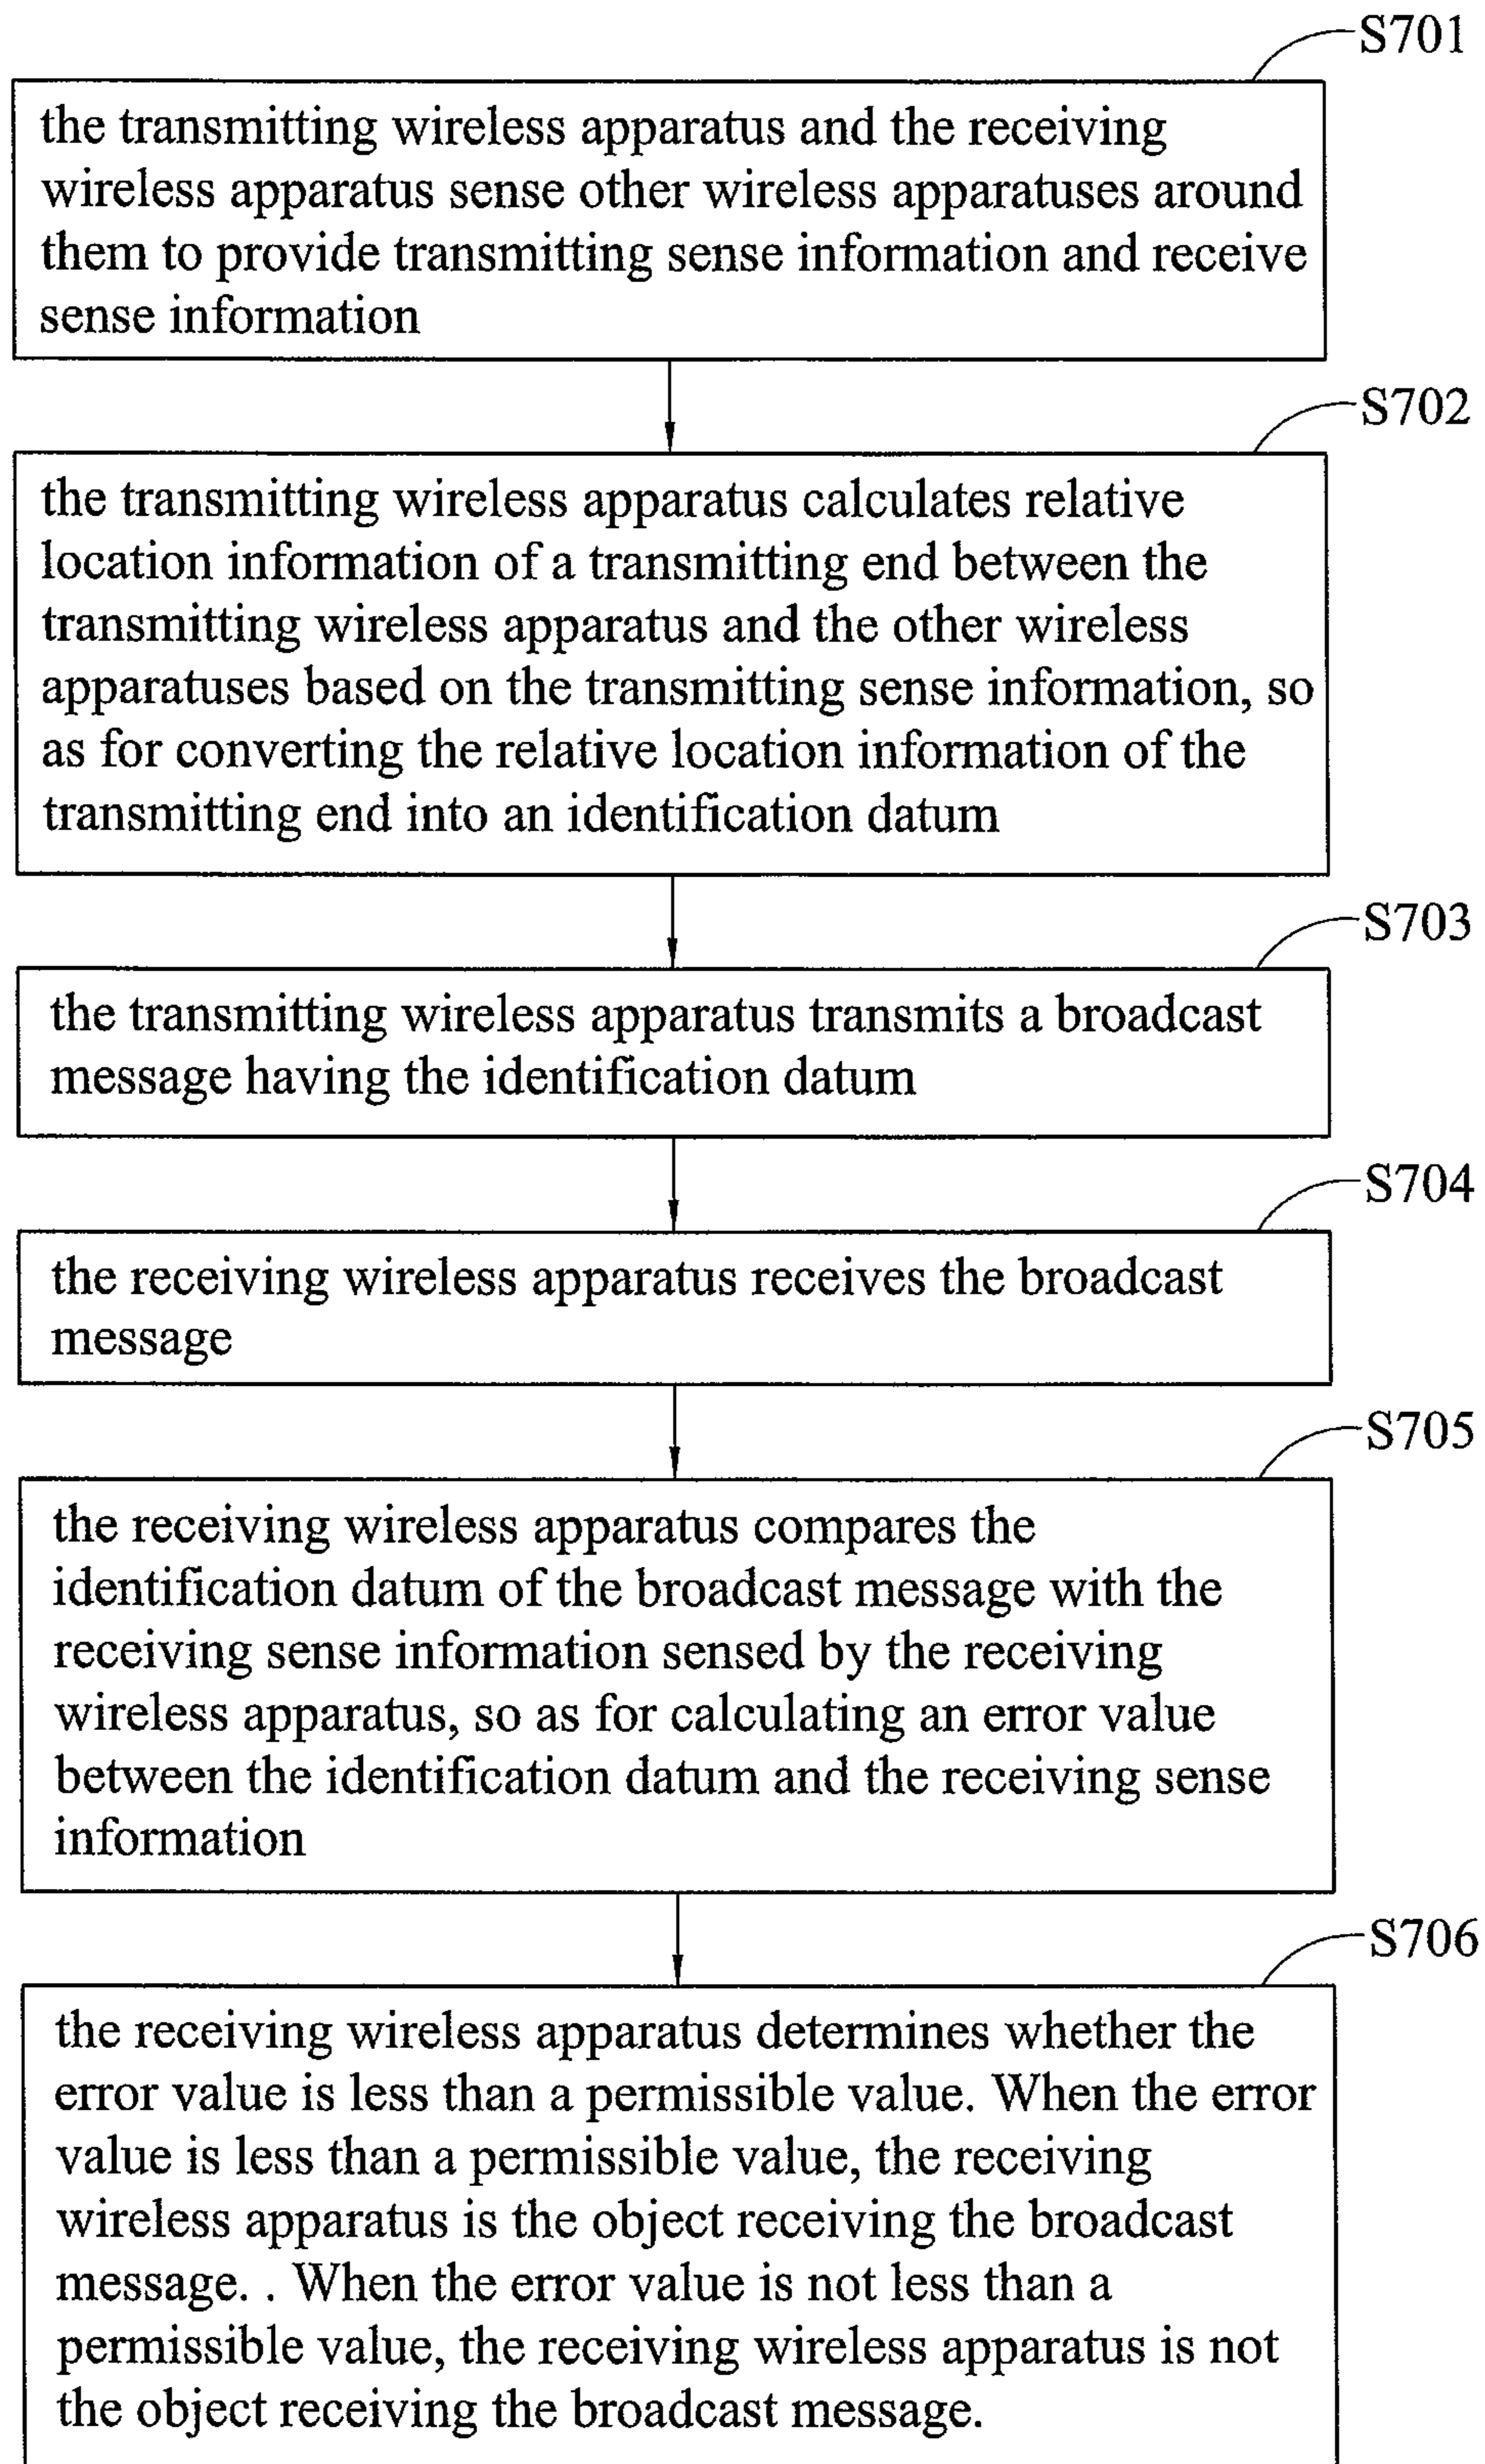 S701
the transmitting wireless apparatus and the receiving
wireless apparatus sense other wireless apparatuses around
them to provide transmitting sense information and receive
sense information
S702
the transmitting wireless apparatus calculates relative
location information of a transmitting end between the
transmitting wireless apparatus and the other wireless
apparatuses based on the transmitting sense information, so
as for converting the relative location information of the
transmitting end into an identification datum
S703
the transmitting wireless apparatus transmits a broadcast
message having the identification datum
S704
the receiving wireless apparatus receives the broadcast
message
S705
the receiving wireless apparatus compares the
identification datum of the broadcast message with the
receiving sense information sensed by the receiving
wireless apparatus, so as for calculating an error value
between the identification datum and the receiving sense
information
S706
the receiving wireless apparatus determines whether the
error value is less than a permissible value. When the error
value is less than a permissible value, the receiving
wireless apparatus is the object receiving the broadcast
message. . When the error value is not less than a
permissible value, the receiving wireless apparatus is not
the object receiving the broadcast message.